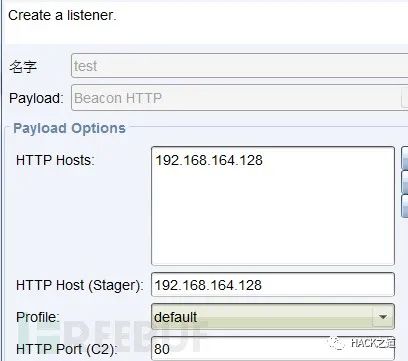 Create a listener.
名字 test
Payload: Beacon HTTP
Payload Options
HTTP Hosts: 192.168.164.128
HTTP Host (Stager): 192.168.164.128
Profile: default
REEBUF
HACK之道
HTTP Port (C2): 80